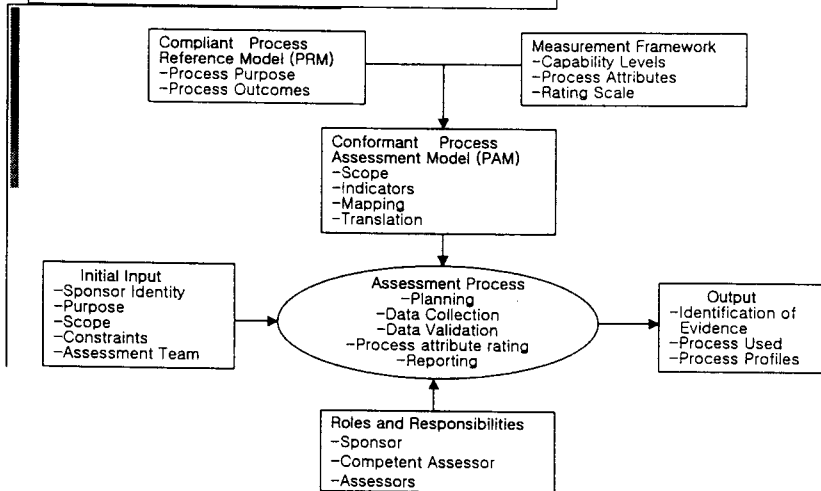 Compliant Process
Reference Model (PRM)
-Process Purpose
-Process Outcomes
Measurement Framework
-Capability Levels
-Process Attributes
-Rating Scale
Conformant Process
Assessment Model (PAM)
-Scope
-Indicators
-Mapping
-Translation
Initial Input
-Sponsor Identity
-Purpose
-Scope
-Constraints
-Assessment Team
Assessment Process
-Planning
-Data Collection
-Data Validation
-Process attribute rating
-Reporting
Output
-Identification of
Evidence
-Process Used
-Process Profiles
Roles and Responsibilities
-Sponsor
-Competent Assessor
-Assessors